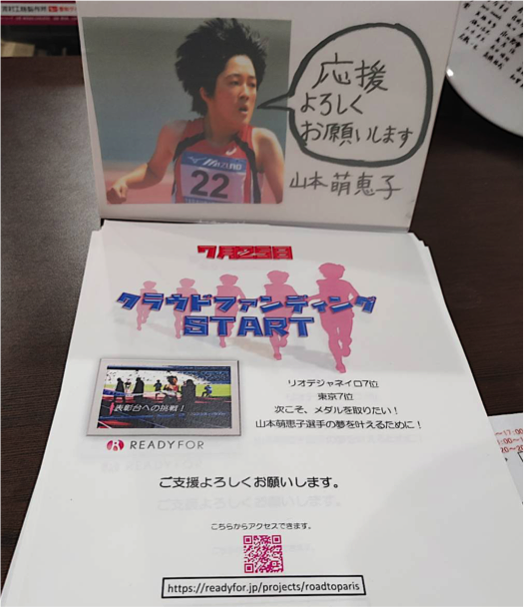 応援
よろしく
お願いします
山本萌恵子
MIZUNO
22
クラウドファンディング
START
表彰台への挑戦！
READYFOR
リオデジャネイロ7位
東京7位
次こそ、メダルを取りたい！
山本萌恵子選手の夢を叶えるために！
ご支援よろしくお願いします。
こちらからアクセスできます。
https://readyfor.jp/projects/roadtoparis